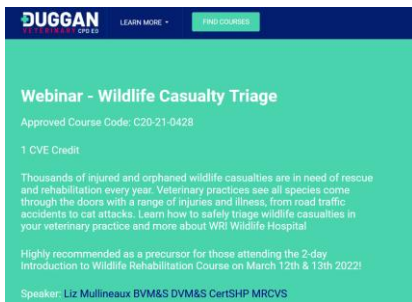 DUGGAN
VETERINARY CPD ED
LEARN MORE
FIND COURSES
Webinar - Wildlife Casualty Triage
Approved Course Code: C20-21-0428
1 CVE Credit
Thousands of injured and orphaned wildlife casualties are in need of rescue
and rehabilitation every year. Veterinary practices see all species come
through the doors with a range of injuries and illness, from road traffic
accidents to cat attacks. Learn how to safely triage wildlife casualties in
your veterinary practice and more about WRI Wildlife Hospital
Highly recommended as a precursor for those attending the 2-day
Introduction to Wildlife Rehabilitation Course on March 12th & 13th 2022!
Speaker: Liz Mullineaux BVM&S DVM&S CertSHP MRCVS